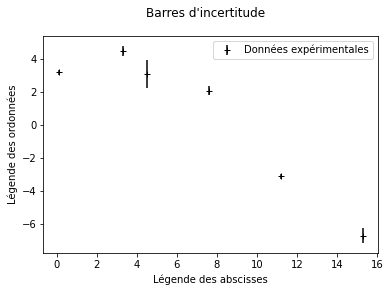 Barres d'incertitude
Données expérimentales
Légende des ordonnées
4
2
0
−2
−4
−6
0 2 4 6 8 10 12 14 16
Légende des abscisses